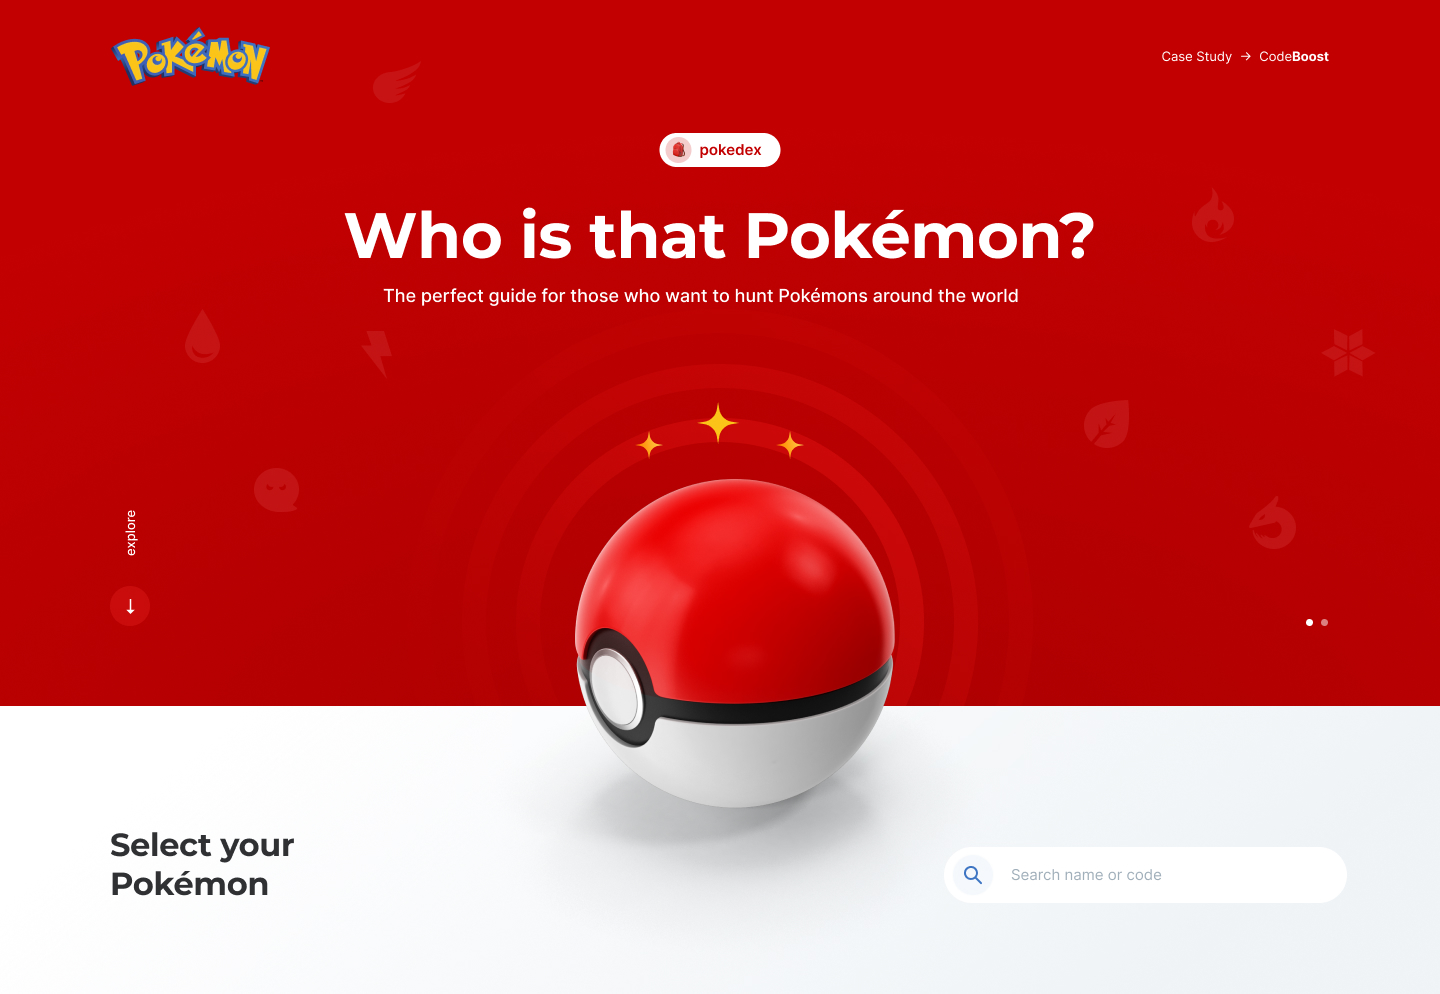 POKéMON
Case Study → CodeBoost
pokedex
Who is that Pokémon?
The perfect guide for those who want to hunt Pokémons around the world
explore
Select your
Pokémon
Search name or code